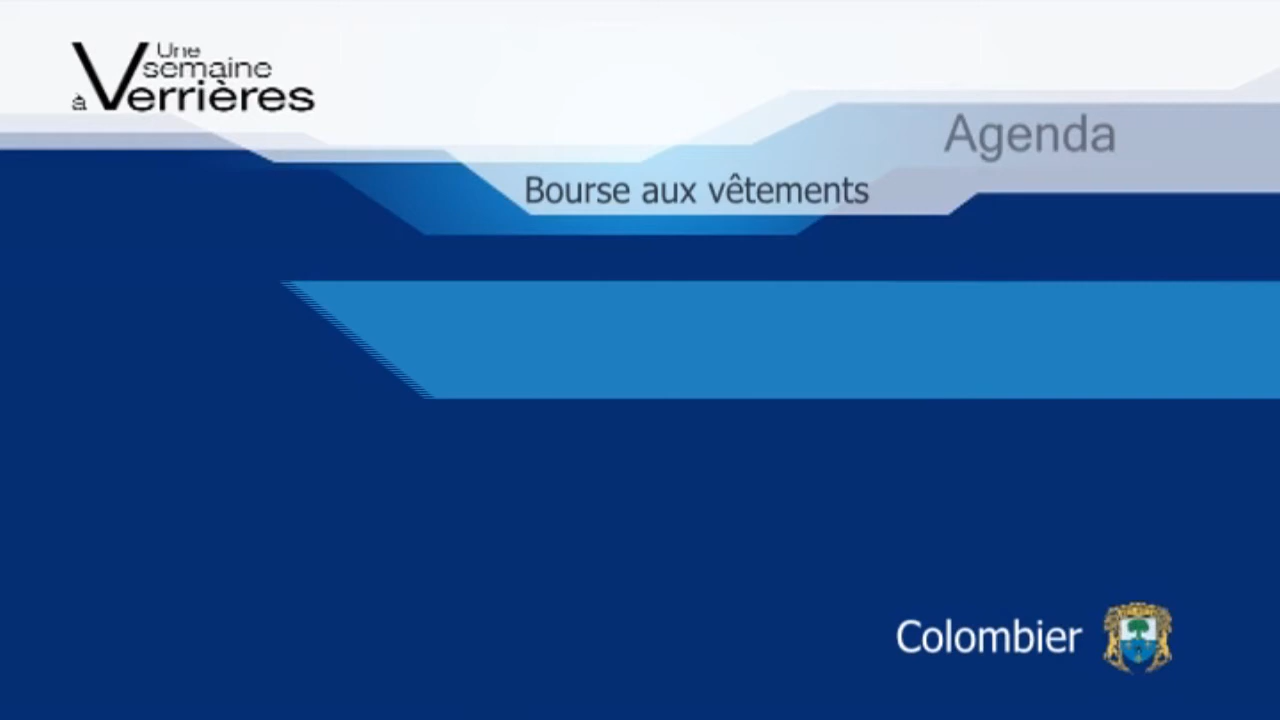 Une
semaine
à Verrières
Agenda
Bourse aux vêtements
Colombier